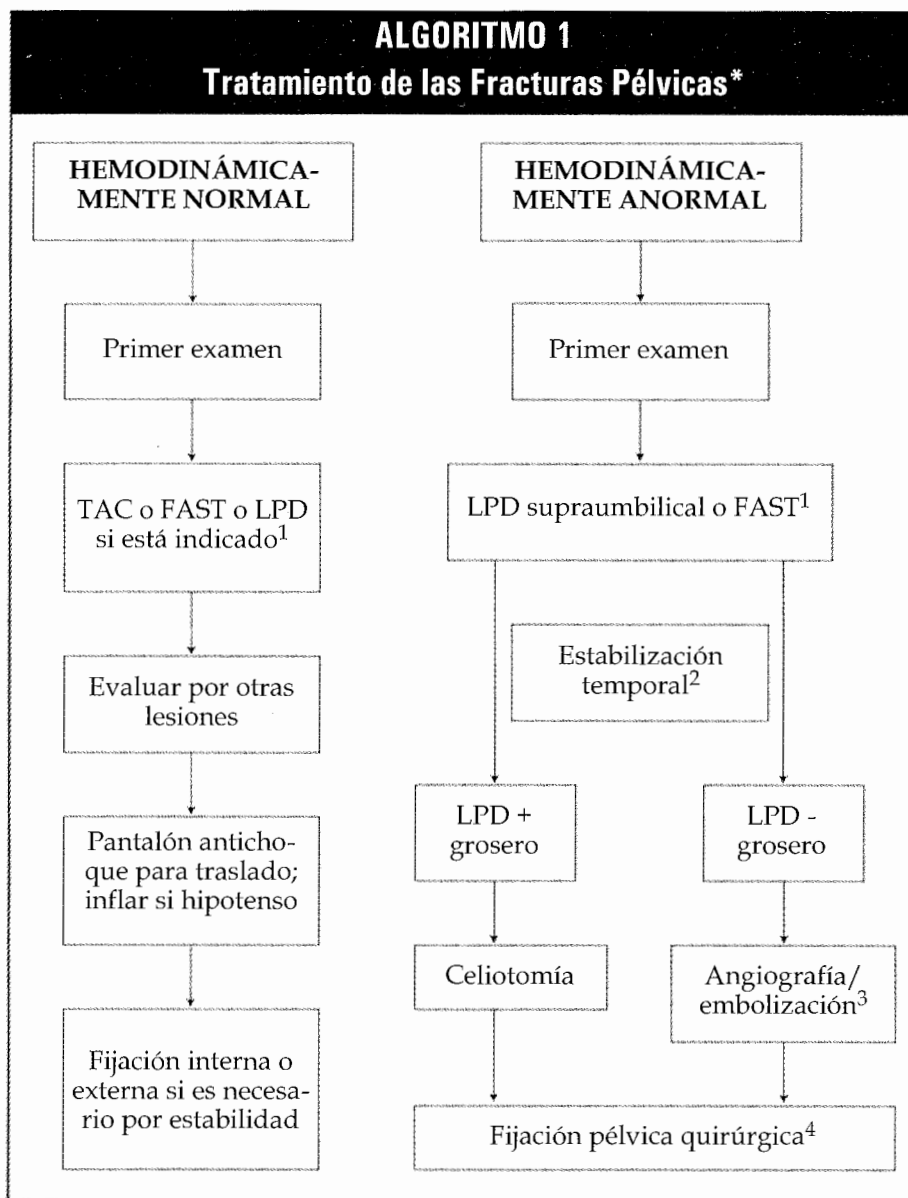 ALGORITMO 1
Tratamiento de las Fracturas Pélvicas*
HEMODINÁMICA-
MENTE NORMAL
Primer examen
TAC o FAST o LPD
si está indicado1
Evaluar por otras
lesiones
Pantalón anticho-
que para traslado;
inflar si hipotenso
Fijación interna o
externa si es necesa-
rio por estabilidad
HEMODINÁMICA-
MENTE ANORMAL
Primer examen
LPD supraumbilical o FAST1
Estabilización
temporal2
LPD +
grosero
LPD -
grosero
Celiotomía
Angiografía/
embolización3
Fijación pélvica quirúrgica4